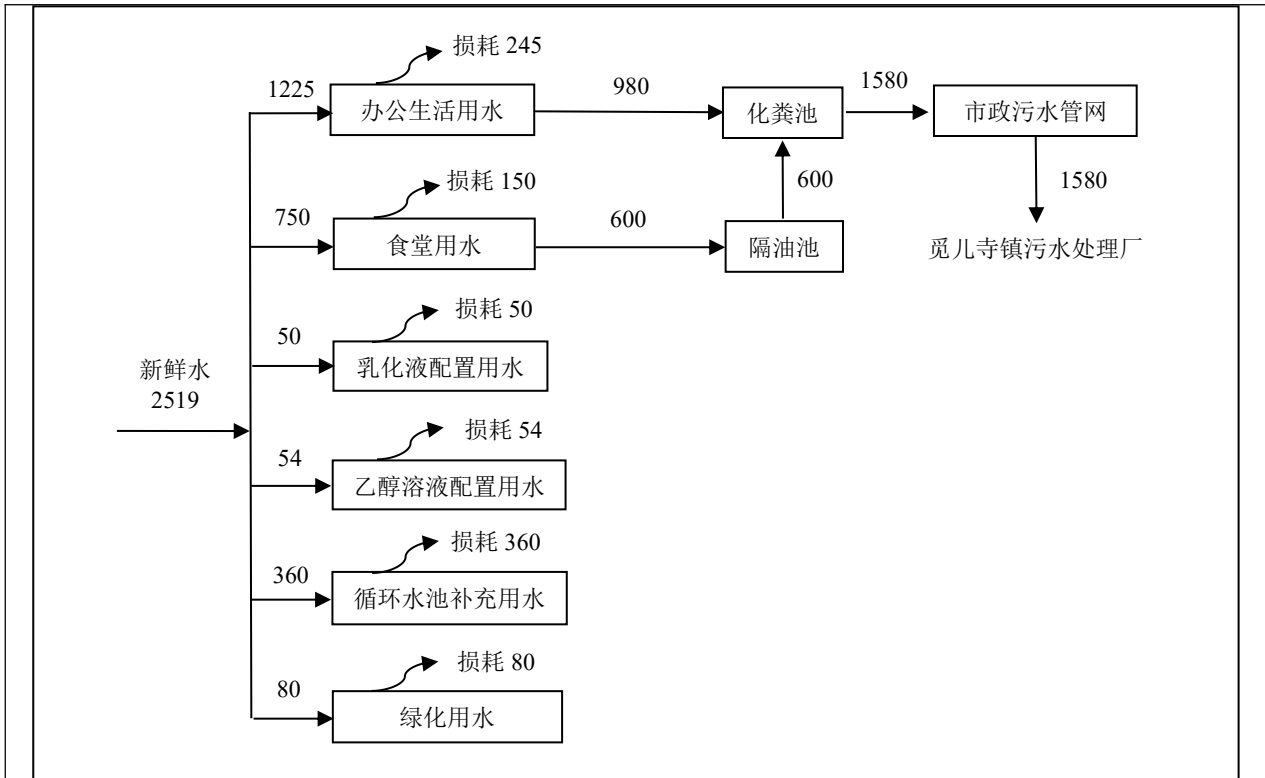 损耗 245
1225
办公生活用水
980
化粪池
1580
市政污水管网
损耗 150
600
1580
750
食堂用水
600
隔油池
觅儿寺镇污水处理厂
损耗 50
50
乳化液配置用水
新鲜水
2519
损耗 54
54
乙醇溶液配置用水
损耗 360
360
循环水池补充用水
损耗 80
80
绿化用水